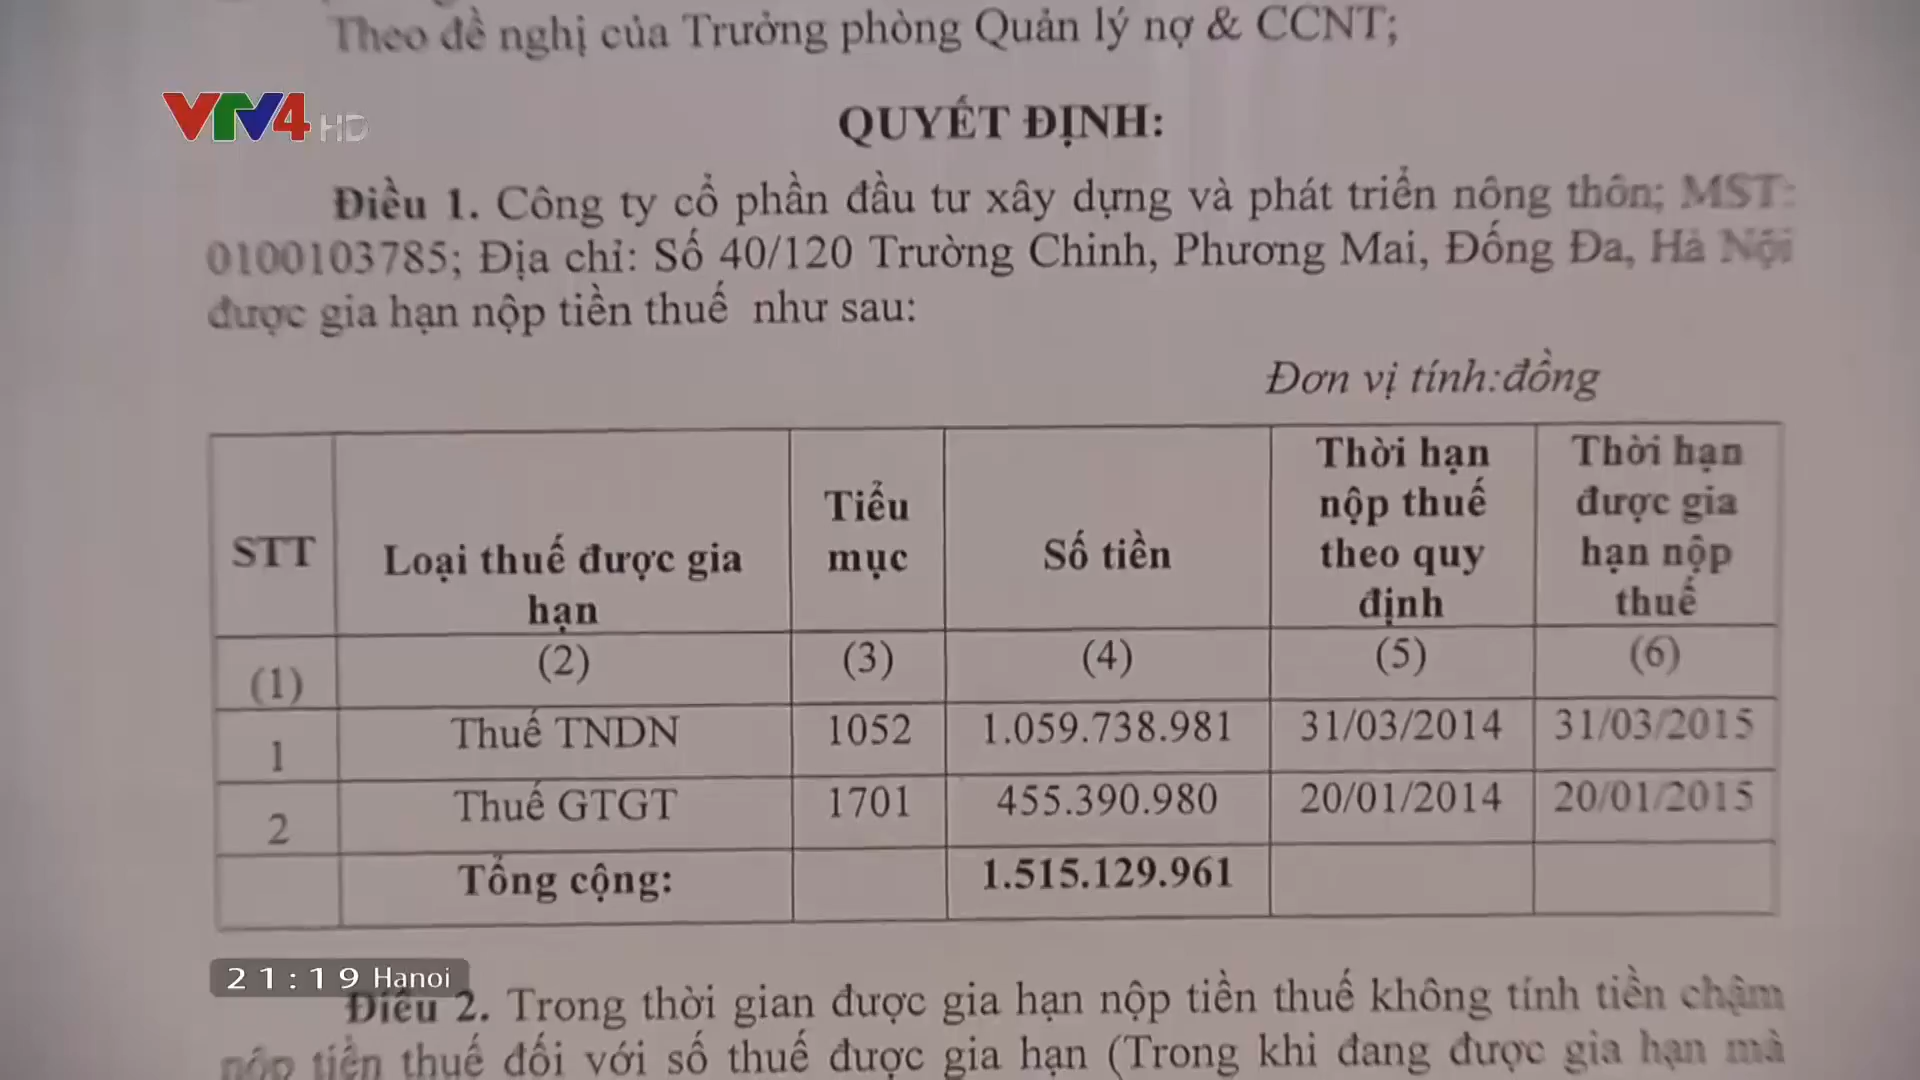 Theo đề nghị của Trưởng phòng Quản lý nợ & CCNT;
VTV4 HD
QUYẾT ĐỊNH:
Điều 1. Công ty cổ phần đầu tư xây dựng và phát triển nông thôn; MST:
0100103785; Địa chỉ: Số 40/120 Trường Chinh, Phương Mai, Đống Đa, Hà Nội
được gia hạn nộp tiền thuế như sau:
Đơn vị tính:đồng
STT Loại thuế được gia hạn Tiểu mục Số tiền Thời hạn nộp thuế theo quy định Thời hạn được gia hạn nộp thuế
(1) (2) (3) (4) (5) (6)
1 Thuế TNDN 1052 1.059.738.981 31/03/2014 31/03/2015
2 Thuế GTGT 1701 455.390.980 20/01/2014 20/01/2015
Tổng cộng: 1.515.129.961
21:19 Hanoi
Điều 2. Trong thời gian được gia hạn nộp tiền thuế không tính tiền chậm
nộp tiền thuế đối với số thuế được gia hạn (Trong khi đang được gia hạn mà